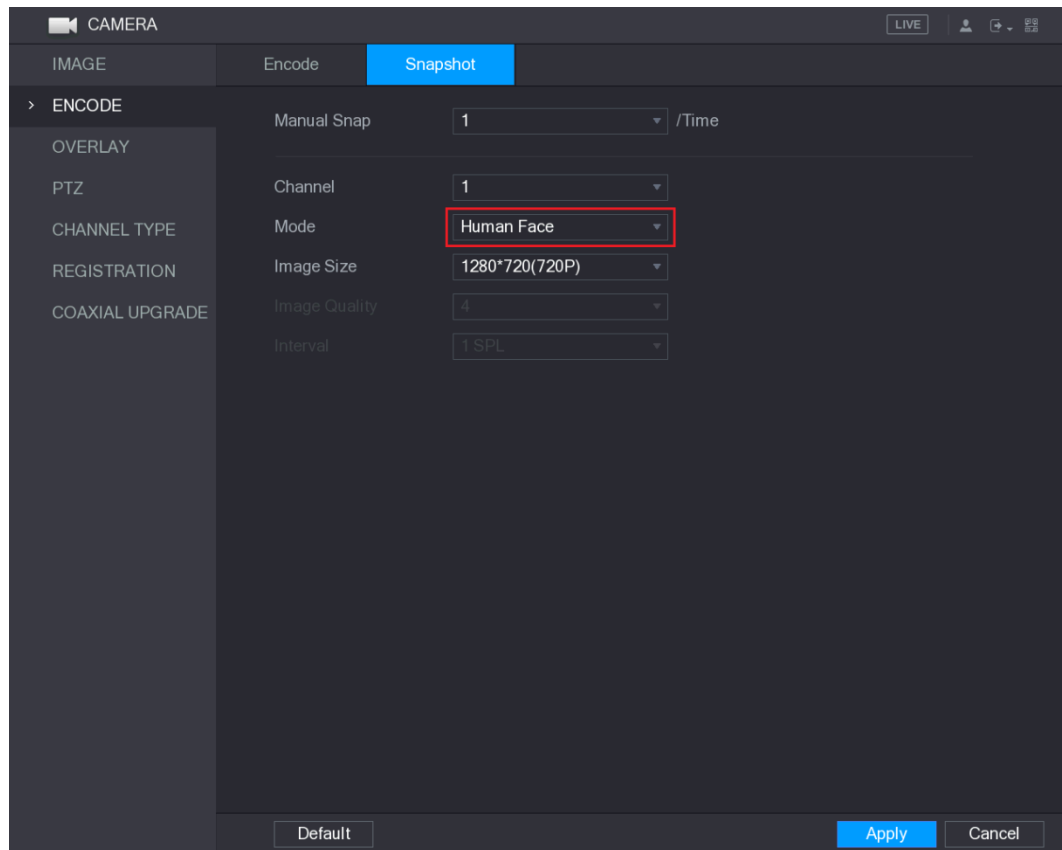 CAMERA
LIVE
IMAGE
> ENCODE
OVERLAY
PTZ
CHANNEL TYPE
REGISTRATION
COAXIAL UPGRADE
Encode Snapshot
Manual Snap 1 /Time
Channel 1
Mode Human Face
Image Size 1280*720(720P)
Image Quality 4
Interval 1 SPL
Default Apply Cancel